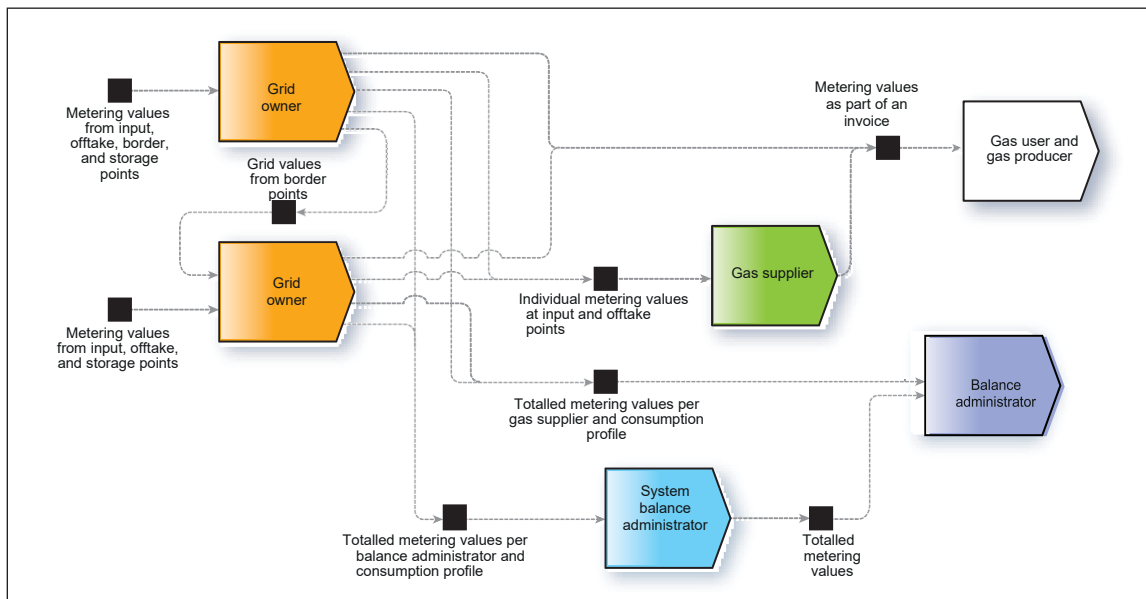 Grid
owner
Metering values
from input,
offtake, border,
and storage
points
Grid values
from border
points
Metering values
as part of an
invoice
Gas user and
gas producer
Grid
owner
Metering values
from input, offtake,
and storage points
Gas supplier
Individual metering values
at input and offtake
points
Balance
administrator
Totalled metering values per
gas supplier and consumption
profile
System
balance
administrator
Totalled metering values per
balance administrator and
consumption profile
Totalled
metering
values